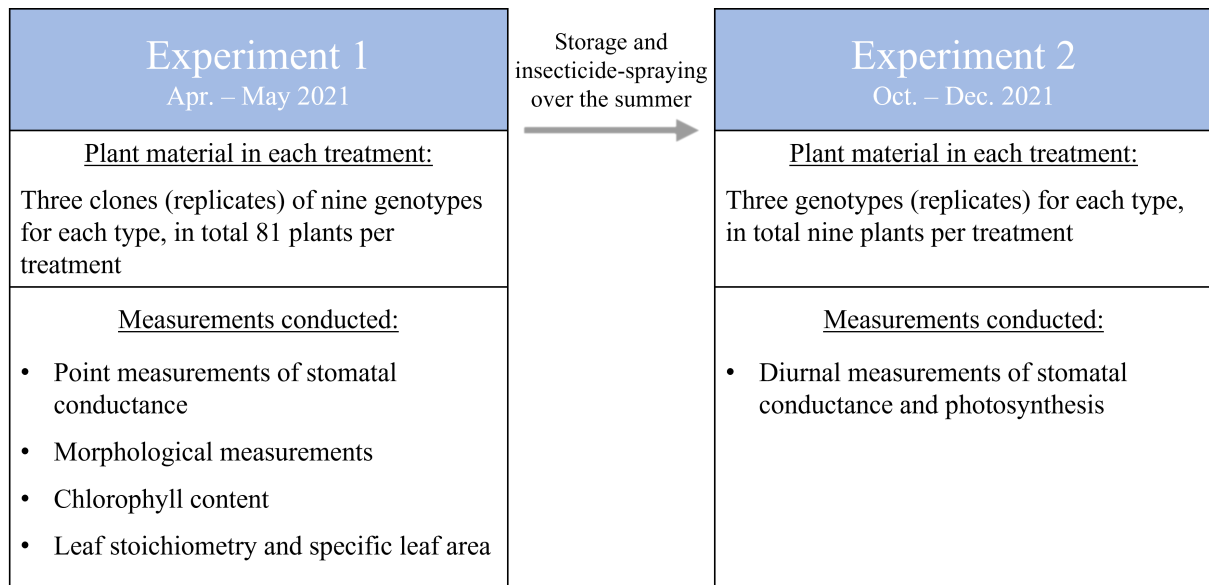 Experiment 1
Apr. – May 2021
Plant material in each treatment:
Three clones (replicates) of nine genotypes
for each type, in total 81 plants per
treatment
Measurements conducted:
• Point measurements of stomatal
conductance
• Morphological measurements
• Chlorophyll content
• Leaf stoichiometry and specific leaf area
Storage and
insecticide-spraying
over the summer
Experiment 2
Oct. – Dec. 2021
Plant material in each treatment:
Three genotypes (replicates) for each type,
in total nine plants per treatment
Measurements conducted:
• Diurnal measurements of stomatal
conductance and photosynthesis